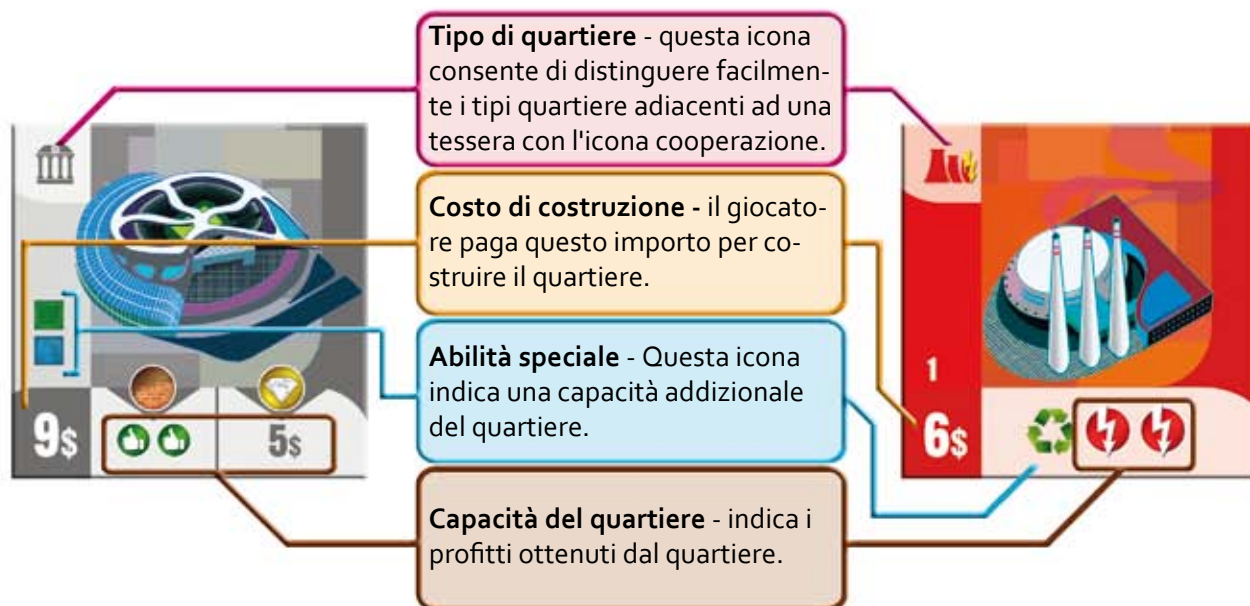 Tipo di quartiere - questa icona
consente di distinguere facilmen-
te i tipi quartiere adiacenti ad una
tessera con l'icona cooperazione.
Costo di costruzione - il giocato-
re paga questo importo per co-
struire il quartiere.
Abilità speciale - Questa icona
indica una capacità addizionale
del quartiere.
Capacità del quartiere - indica i
profitti ottenuti dal quartiere.
9$
5$
1
6$